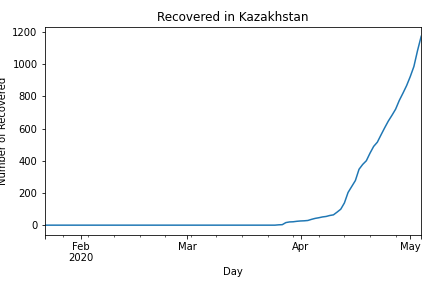 Recovered in Kazakhstan
1200
1000
800
600
400
200
0
Number of Recovered
Feb
2020
Mar
Apr
May
Day